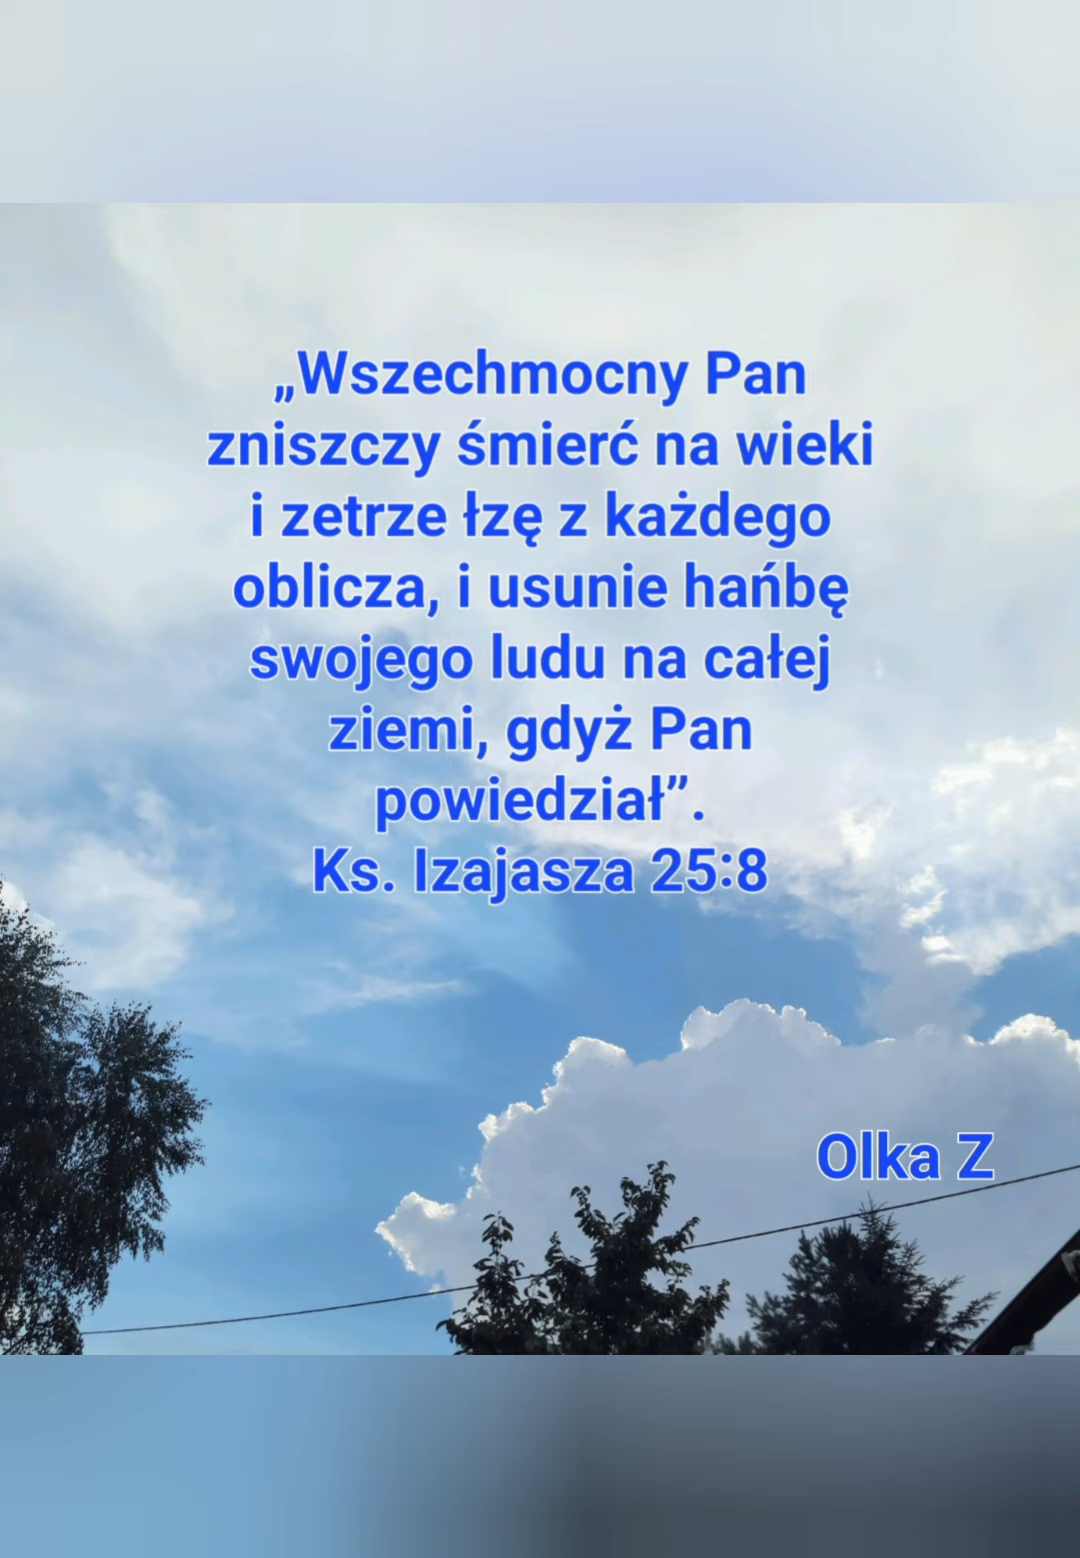 „Wszechmocny Pan
zniszczy śmierć na wieki
i zetrze łzę z każdego
oblicza, i usunie hańbę
swojego ludu na całej
ziemi, gdyż Pan
powiedział”.
Ks. Izajasza 25:8
Olka Z